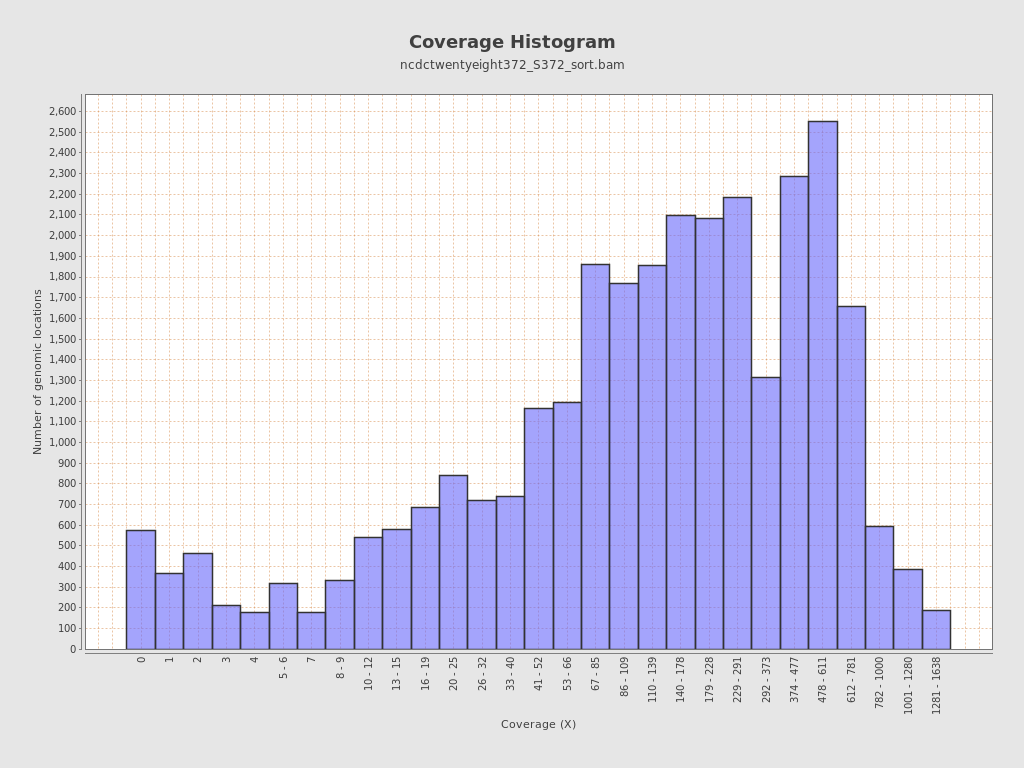 Coverage Histogram
ncdctwentyeight372_S372_sort.bam
Number of genomic locations
2,600
2,500
2,400
2,300
2,200
2,100
2,000
1,900
1,800
1,700
1,600
1,500
1,400
1,300
1,200
1,100
1,000
900
800
700
600
500
400
300
200
100
0
0
1
2
3
4
5 - 6
7
8 - 9
10 - 12
13 - 15
16 - 19
20 - 25
26 - 32
33 - 40
41 - 52
53 - 66
67 - 85
86 - 109
110 - 139
140 - 178
179 - 228
229 - 291
292 - 373
374 - 477
478 - 611
612 - 781
782 - 1000
1001 - 1280
1281 - 1638
Coverage (X)